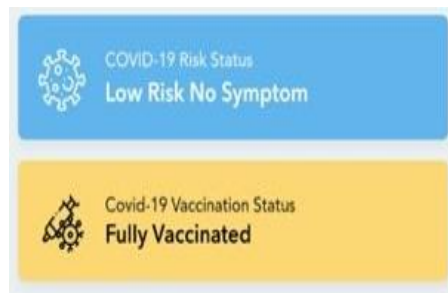 COVID-19 Risk Status
Low Risk No Symptom
Covid-19 Vaccination Status
Fully Vaccinated